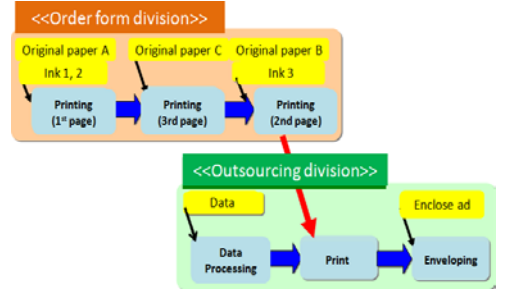 <<Order form division>>
Original paper A
Original paper C
Original paper B
Ink 1, 2
Ink 3
Printing
(1st page)
Printing
(3rd page)
Printing
(2nd page)
<<Outsourcing division>>
Data
Enclose ad
Data
Processing
Print
Enveloping